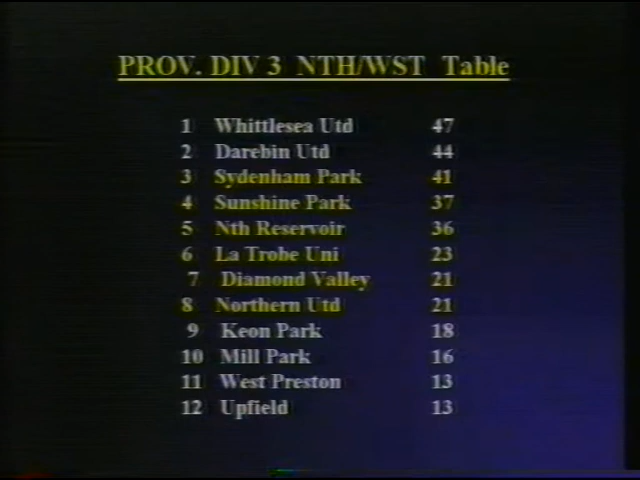 PROV. DIV 3 NTH/WST Table
1 Whittlesea Utd 47
2 Darebin Utd 44
3 Sydenham Park 41
4 Sunshine Park 37
5 Nth Reservoir 36
6 La Trobe Uni 23
7 Diamond Valley 21
8 Northern Utd 21
9 Keon Park 18
10 Mill Park 16
11 West Preston 13
12 Upfield 13